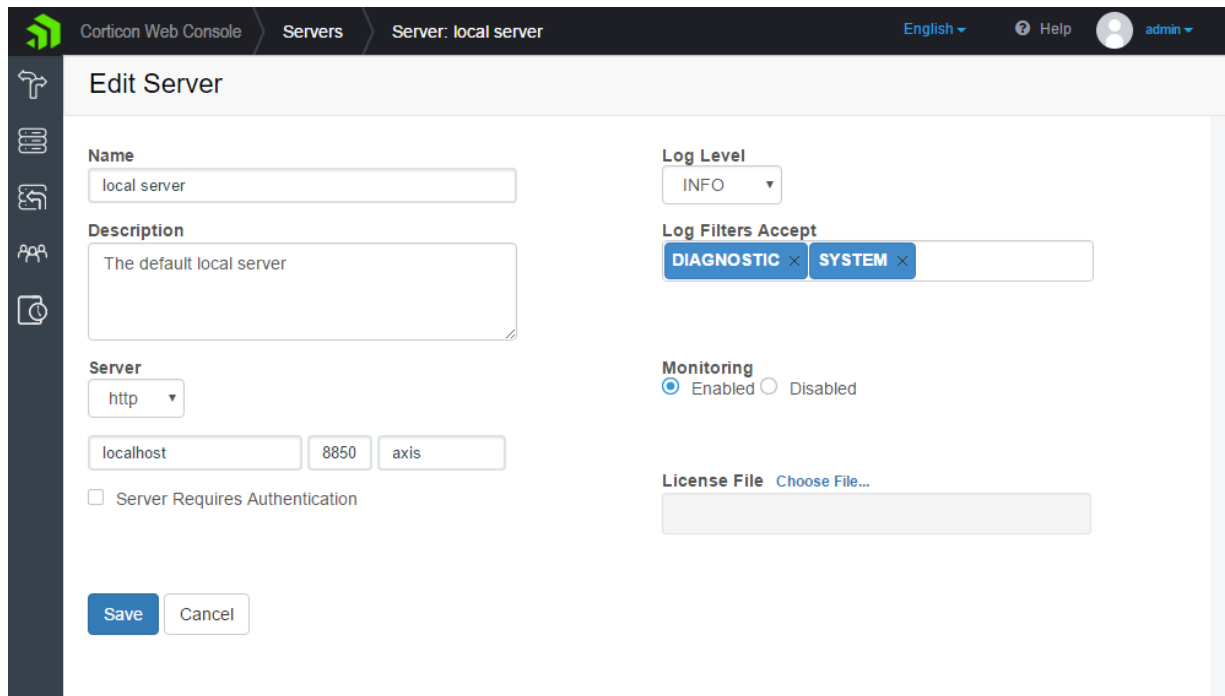 Corticon Web Console Servers Server: local server English Help admin
Edit Server
Name
local server
Description
The default local server
Server
http
localhost 8850 axis
Server Requires Authentication
Log Level
INFO
Log Filters Accept
DIAGNOSTIC × SYSTEM ×
Monitoring
Enabled Disabled
License File Choose File...
Save Cancel